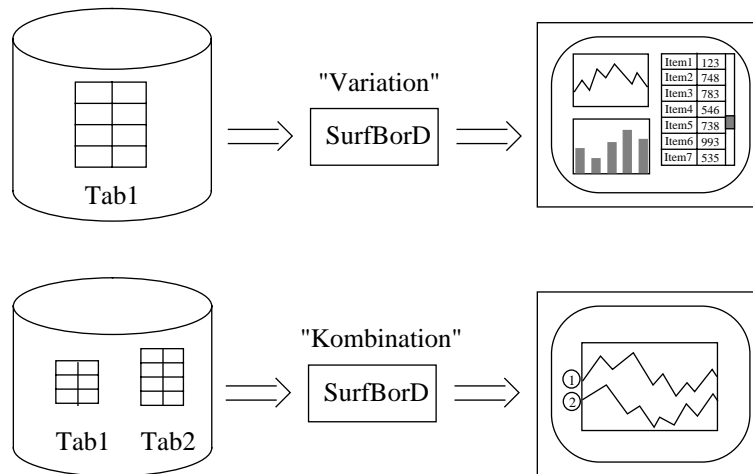 "Variation"
SurfBorD
Tab1
Item1 123
Item2 748
Item3 783
Item4 546
Item5 738
Item6 993
Item7 535
"Kombination"
SurfBorD
Tab1 Tab2
1
2